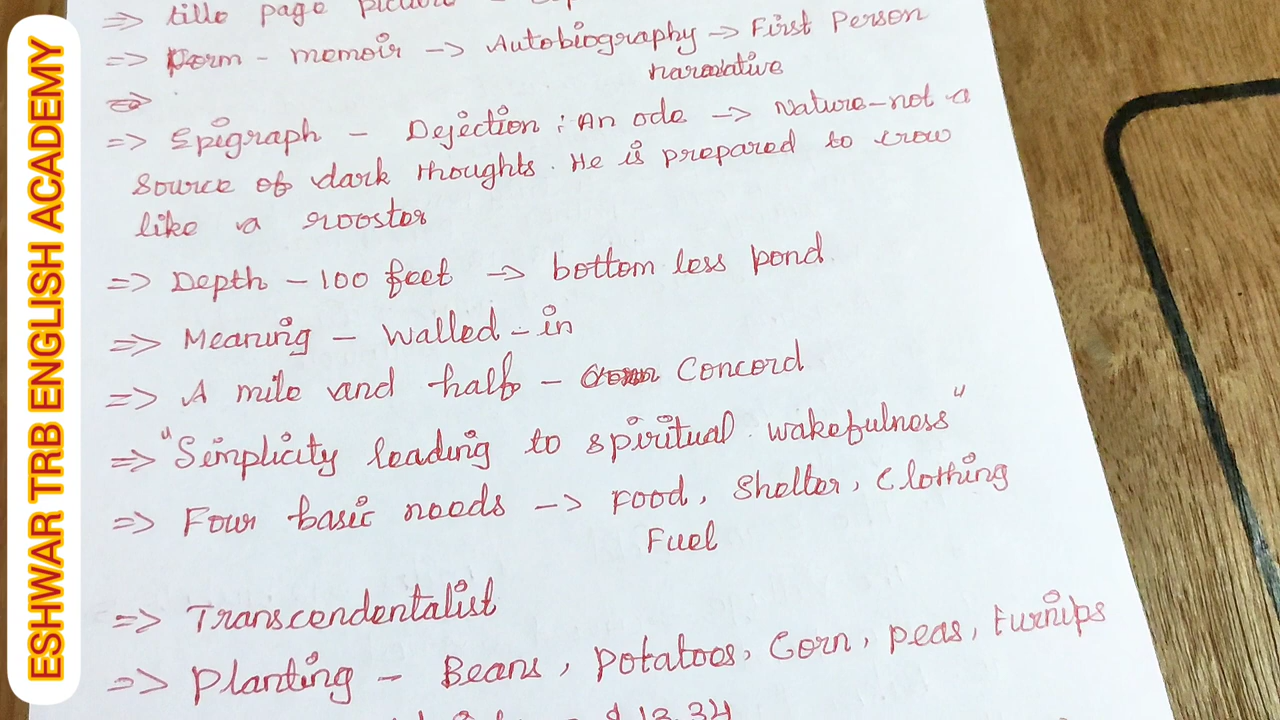 ESHWAR TRB ENGLISH ACADEMY
=> title page picture -
=> Form - memoir -> Autobiography -> First Person
narrative
=>
=> Epigraph - Dejection : An ode -> Nature-not a
source of dark thoughts. He is prepared to crow
like a rooster
=> Depth - 100 feet -> bottom less pond.
=> Meaning - Walled-in
=> A mile and half - Concord
=> "Simplicity leading to spiritual wakefulness"
=> Four basic needs -> Food, Shelter, Clothing
Fuel
=> Transcendentalist
=> Planting - Beans, potatoes, Corn, peas, turnips
$13.34